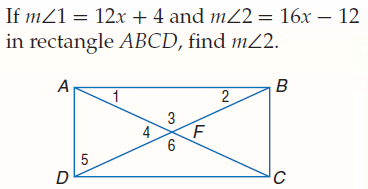 If m∠1 = 12x + 4 and m∠2 = 16x − 12
in rectangle ABCD, find m∠2.
A
B
1
2
3
4
F
6
5
D
C